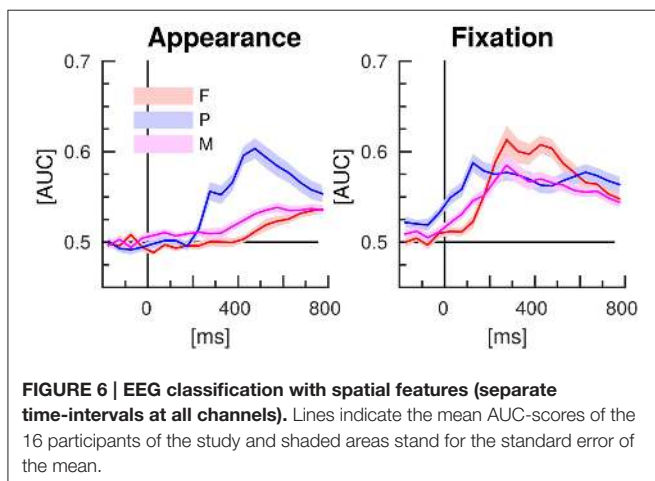 Appearance Fixation
0.7 0.7
F
P
M
0.6 0.6
[AUC] [AUC]
0.5 0.5
0 400 800 0 400 800
[ms] [ms]
FIGURE 6 | EEG classification with spatial features (separate
time-intervals at all channels). Lines indicate the mean AUC-scores of the
16 participants of the study and shaded areas stand for the standard error of
the mean.